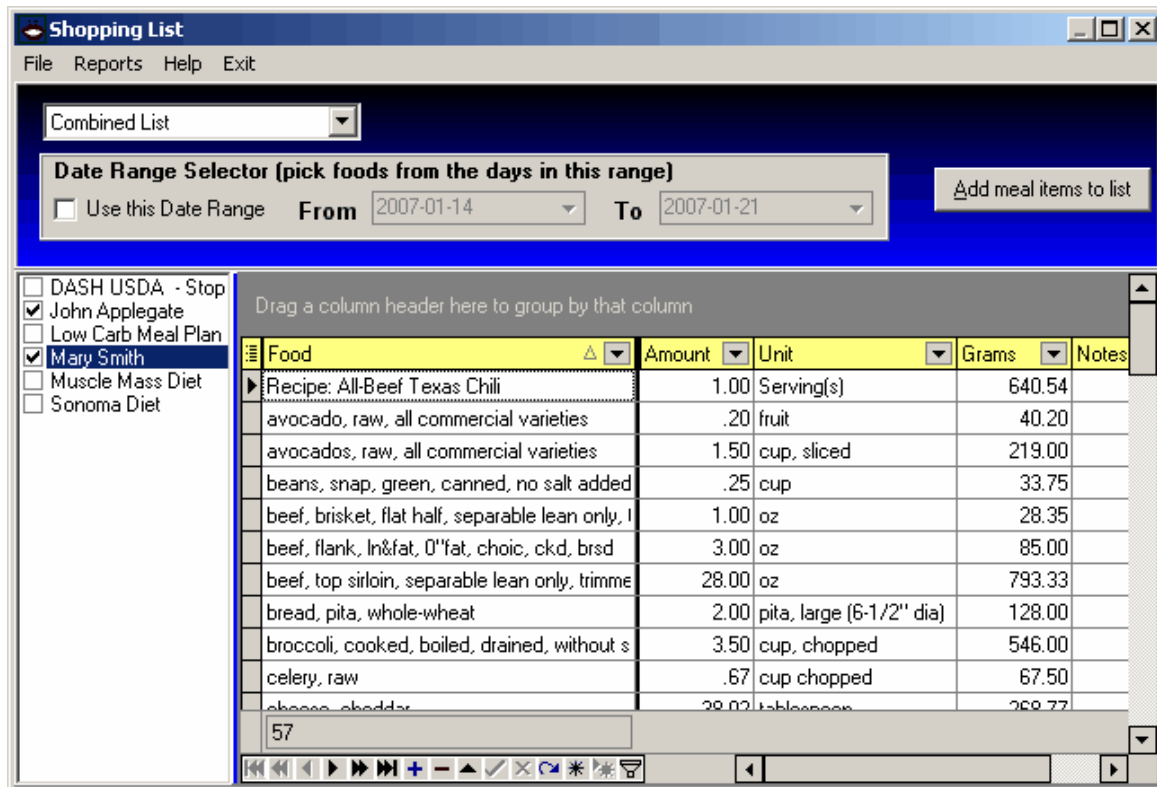 Shopping List
File Reports Help Exit
Combined List
Date Range Selector (pick foods from the days in this range)
Use this Date Range From 2007-01-14 To 2007-01-21
Add meal items to list
DASH USDA - Stop
John Applegate
Low Carb Meal Plan
Mary Smith
Muscle Mass Diet
Sonoma Diet
Drag a column header here to group by that column
Food Amount Unit Grams Notes
Recipe: All-Beef Texas Chili 1.00 Serving(s) 640.54
avocado, raw, all commercial varieties .20 fruit 40.20
avocados, raw, all commercial varieties 1.50 cup, sliced 219.00
beans, snap, green, canned, no salt added .25 cup 33.75
beef, brisket, flat half, separable lean only, 1.00 oz 28.35
beef, flank, ln&fat, 0"fat, choic, ckd, brsd 3.00 oz 85.00
beef, top sirloin, separable lean only, trimme 28.00 oz 793.33
bread, pita, whole-wheat 2.00 pita, large (6-1/2" dia) 128.00
broccoli, cooked, boiled, drained, without s 3.50 cup, chopped 546.00
celery, raw .67 cup chopped 67.50
cheese, cheddar tablespoon
57